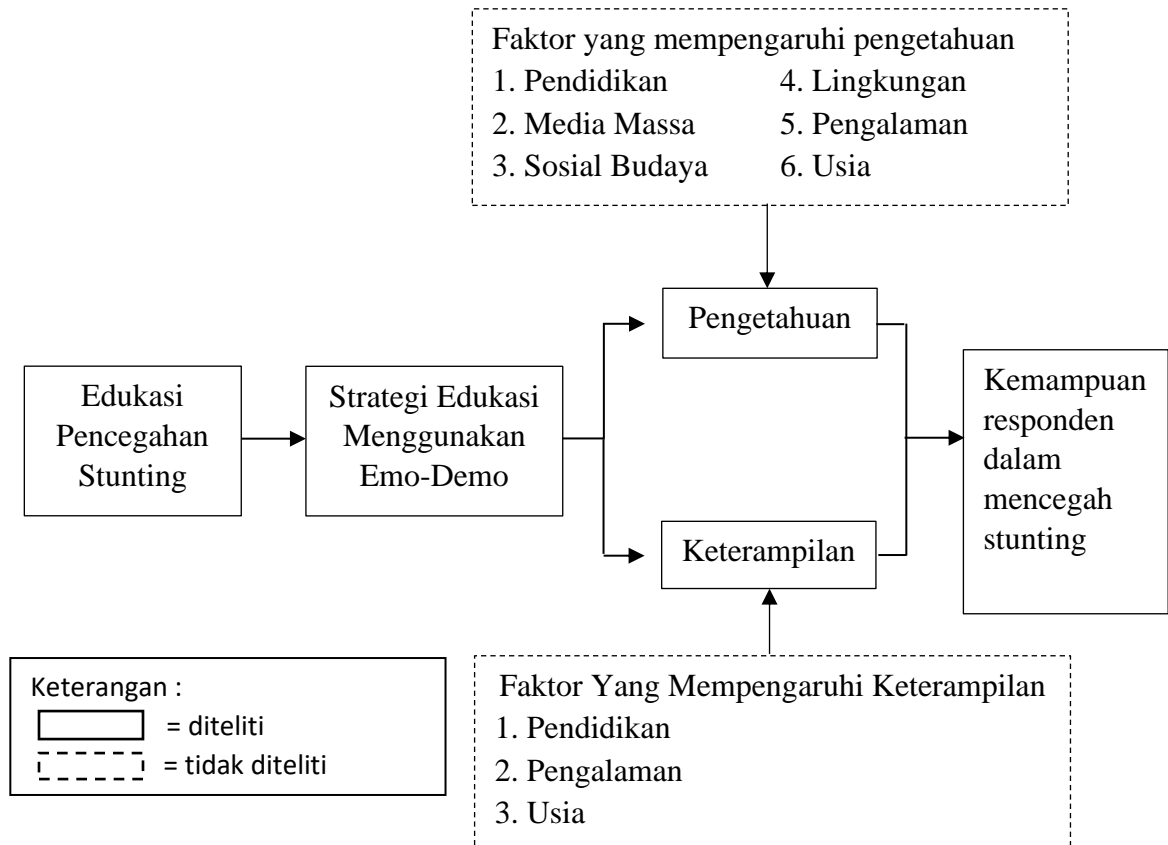 Faktor yang mempengaruhi pengetahuan
1. Pendidikan 4. Lingkungan
2. Media Massa 5. Pengalaman
3. Sosial Budaya 6. Usia
Pengetahuan
Edukasi
Pencegahan
Stunting
Strategi Edukasi
Menggunakan
Emo-Demo
Kemampuan
responden
dalam
mencegah
stunting
Keterampilan
Keterangan :
= diteliti
= tidak diteliti
Faktor Yang Mempengaruhi Keterampilan
1. Pendidikan
2. Pengalaman
3. Usia